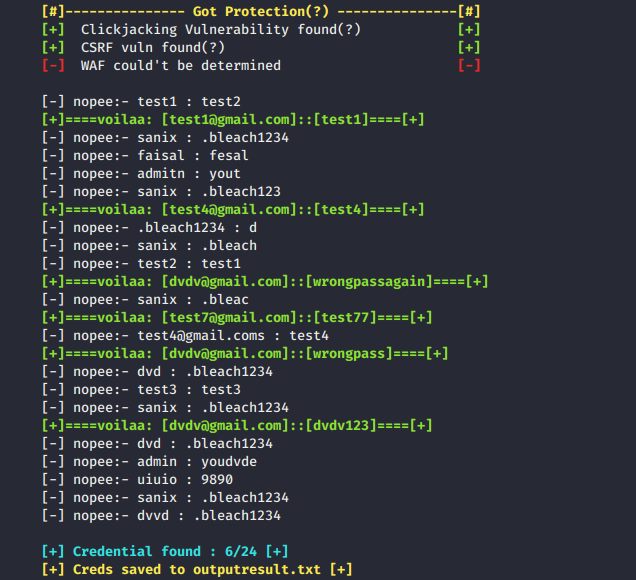 [#]--------------- Got Protection(?) ---------------[#]
[+] Clickjacking Vulnerability found(?) [+]
[+] CSRF vuln found(?) [+]
[-] WAF could't be determined [-]
[-] nopee:- test1 : test2
[+]====voilaa: [test1@gmail.com]::[test1]====[+]
[-] nopee:- sanix : .bleach1234
[-] nopee:- faisal : fesal
[-] nopee:- admitn : yout
[-] nopee:- sanix : .bleach123
[+]====voilaa: [test4@gmail.com]::[test4]====[+]
[-] nopee:- .bleach1234 : d
[-] nopee:- sanix : .bleach
[-] nopee:- test2 : test1
[+]====voilaa: [dvdv@gmail.com]::[wrongpassagain]====[+]
[-] nopee:- sanix : .bleac
[+]====voilaa: [test7@gmail.com]::[test77]====[+]
[-] nopee:- test4@gmail.coms : test4
[+]====voilaa: [dvdv@gmail.com]::[wrongpass]====[+]
[-] nopee:- dvd : .bleach1234
[-] nopee:- test3 : test3
[-] nopee:- sanix : .bleach1234
[+]====voilaa: [dvdv@gmail.com]::[dvdv123]====[+]
[-] nopee:- dvd : .bleach1234
[-] nopee:- admin : youdvde
[-] nopee:- uiuio : 9890
[-] nopee:- sanix : .bleach1234
[-] nopee:- dvvd : .bleach1234
[+] Credential found : 6/24 [+]
[+] Creds saved to outputresult.txt [+]